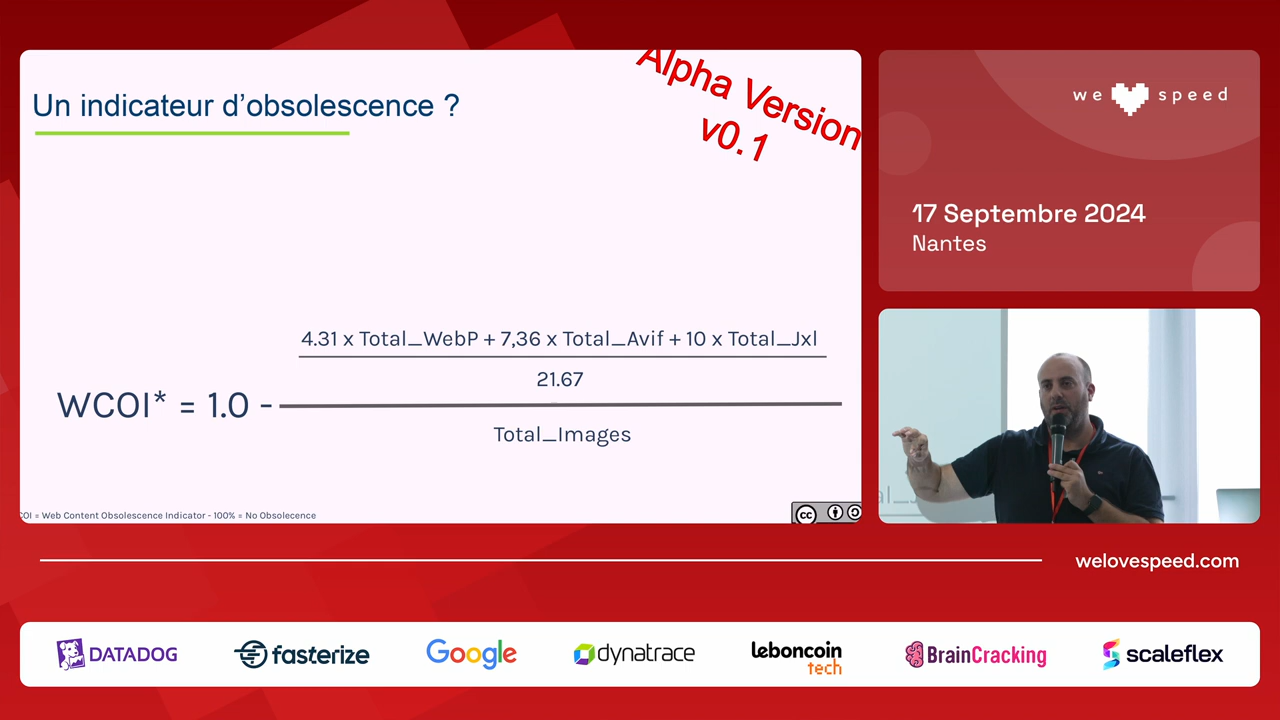 Un indicateur d'obsolescence ?
Alpha Version
v0.1
4.31 x Total_WebP + 7,36 x Total_Avif + 10 x Total_Jxl
21.67
WCOI* = 1.0 -
Total_Images
COI = Web Content Obsolescence Indicator - 100% = No Obsolecence
cc
we speed
17 Septembre 2024
Nantes
welovespeed.com
DATADOG
fasterize
Google
dynatrace
leboncoin
tech
BrainCracking
scaleflex